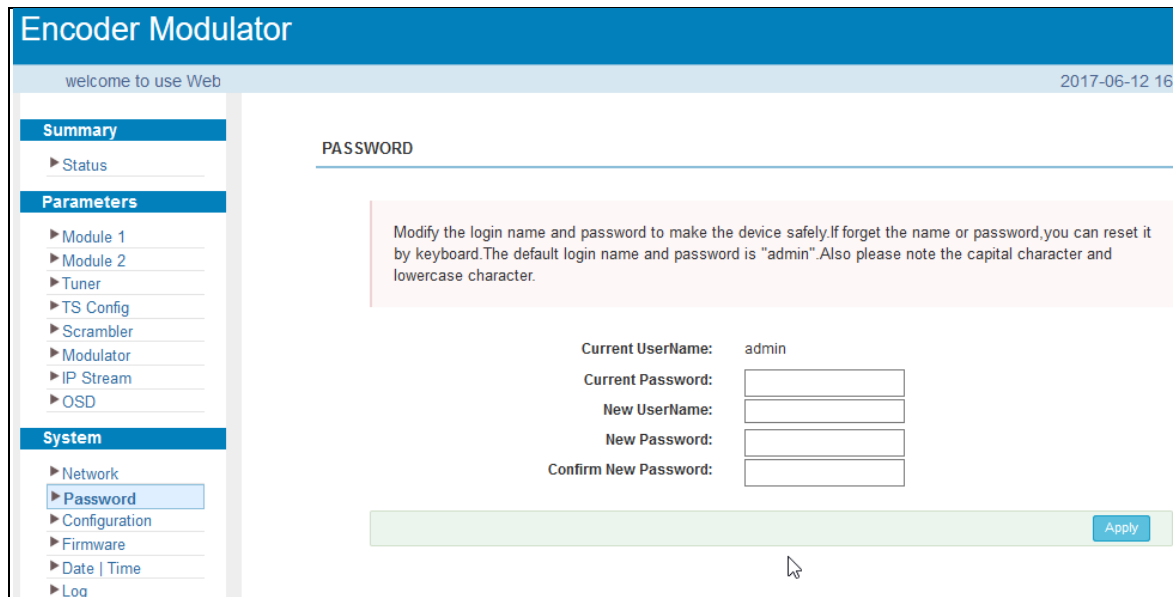 Encoder Modulator
welcome to use Web
2017-06-12 16
Summary
Status
Parameters
Module 1
Module 2
Tuner
TS Config
Scrambler
Modulator
IP Stream
OSD
System
Network
Password
Configuration
Firmware
Date | Time
Log
PASSWORD
Modify the login name and password to make the device safely.If forget the name or password,you can reset it
by keyboard.The default login name and password is "admin".Also please note the capital character and
lowercase character.
Current UserName: admin
Current Password:
New UserName:
New Password:
Confirm New Password:
Apply